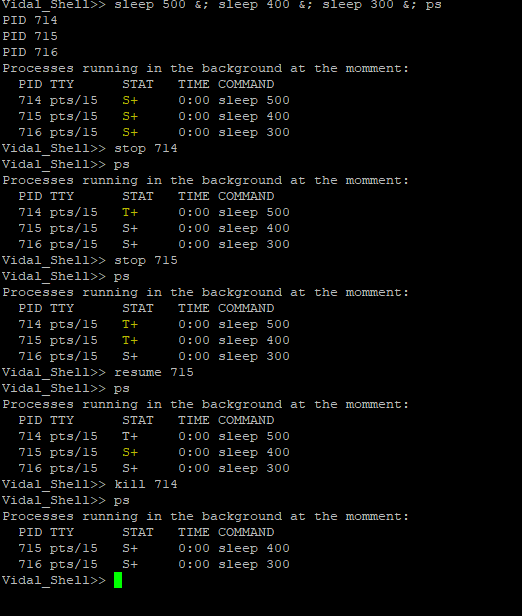 Vidal_Shell>> sleep 500 &; sleep 400 &; sleep 300 &; ps
PID 714
PID 715
PID 716
Processes running in the background at the momment:
  PID TTY      STAT   TIME COMMAND
  714 pts/15   S+     0:00 sleep 500
  715 pts/15   S+     0:00 sleep 400
  716 pts/15   S+     0:00 sleep 300
Vidal_Shell>> stop 714
Vidal_Shell>> ps
Processes running in the background at the momment:
  PID TTY      STAT   TIME COMMAND
  714 pts/15   T+     0:00 sleep 500
  715 pts/15   S+     0:00 sleep 400
  716 pts/15   S+     0:00 sleep 300
Vidal_Shell>> stop 715
Vidal_Shell>> ps
Processes running in the background at the momment:
  PID TTY      STAT   TIME COMMAND
  714 pts/15   T+     0:00 sleep 500
  715 pts/15   T+     0:00 sleep 400
  716 pts/15   S+     0:00 sleep 300
Vidal_Shell>> resume 715
Vidal_Shell>> ps
Processes running in the background at the momment:
  PID TTY      STAT   TIME COMMAND
  714 pts/15   T+     0:00 sleep 500
  715 pts/15   S+     0:00 sleep 400
  716 pts/15   S+     0:00 sleep 300
Vidal_Shell>> kill 714
Vidal_Shell>> ps
Processes running in the background at the momment:
  PID TTY      STAT   TIME COMMAND
  715 pts/15   S+     0:00 sleep 400
  716 pts/15   S+     0:00 sleep 300
Vidal_Shell>>